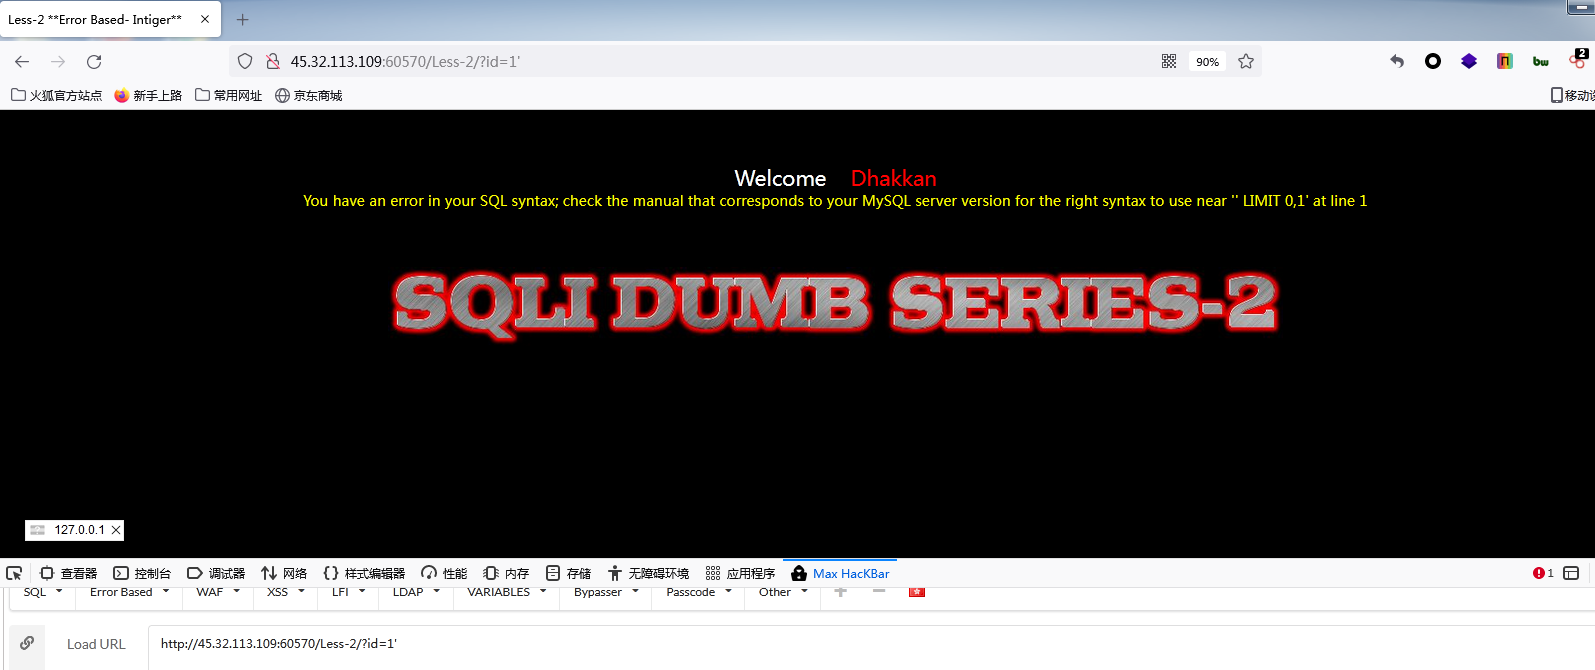 Less-2 **Error Based- Intiger**
45.32.113.109:60570/Less-2/?id=1'
90%
bw
2
火狐官方站点 新手上路 常用网址 京东商城
Welcome Dhakkan
You have an error in your SQL syntax; check the manual that corresponds to your MySQL server version for the right syntax to use near '' LIMIT 0,1' at line 1
SQLI DUMB SERIES-2
127.0.0.1
查看器 控制台 调试器 网络 样式编辑器 性能 内存 存储 无障碍环境 应用程序 Max HacKBar 1
SQL Error Based WAF XSS LFI LDAP VARIABLES Bypasser Passcode Other
Load URL http://45.32.113.109:60570/Less-2/?id=1'